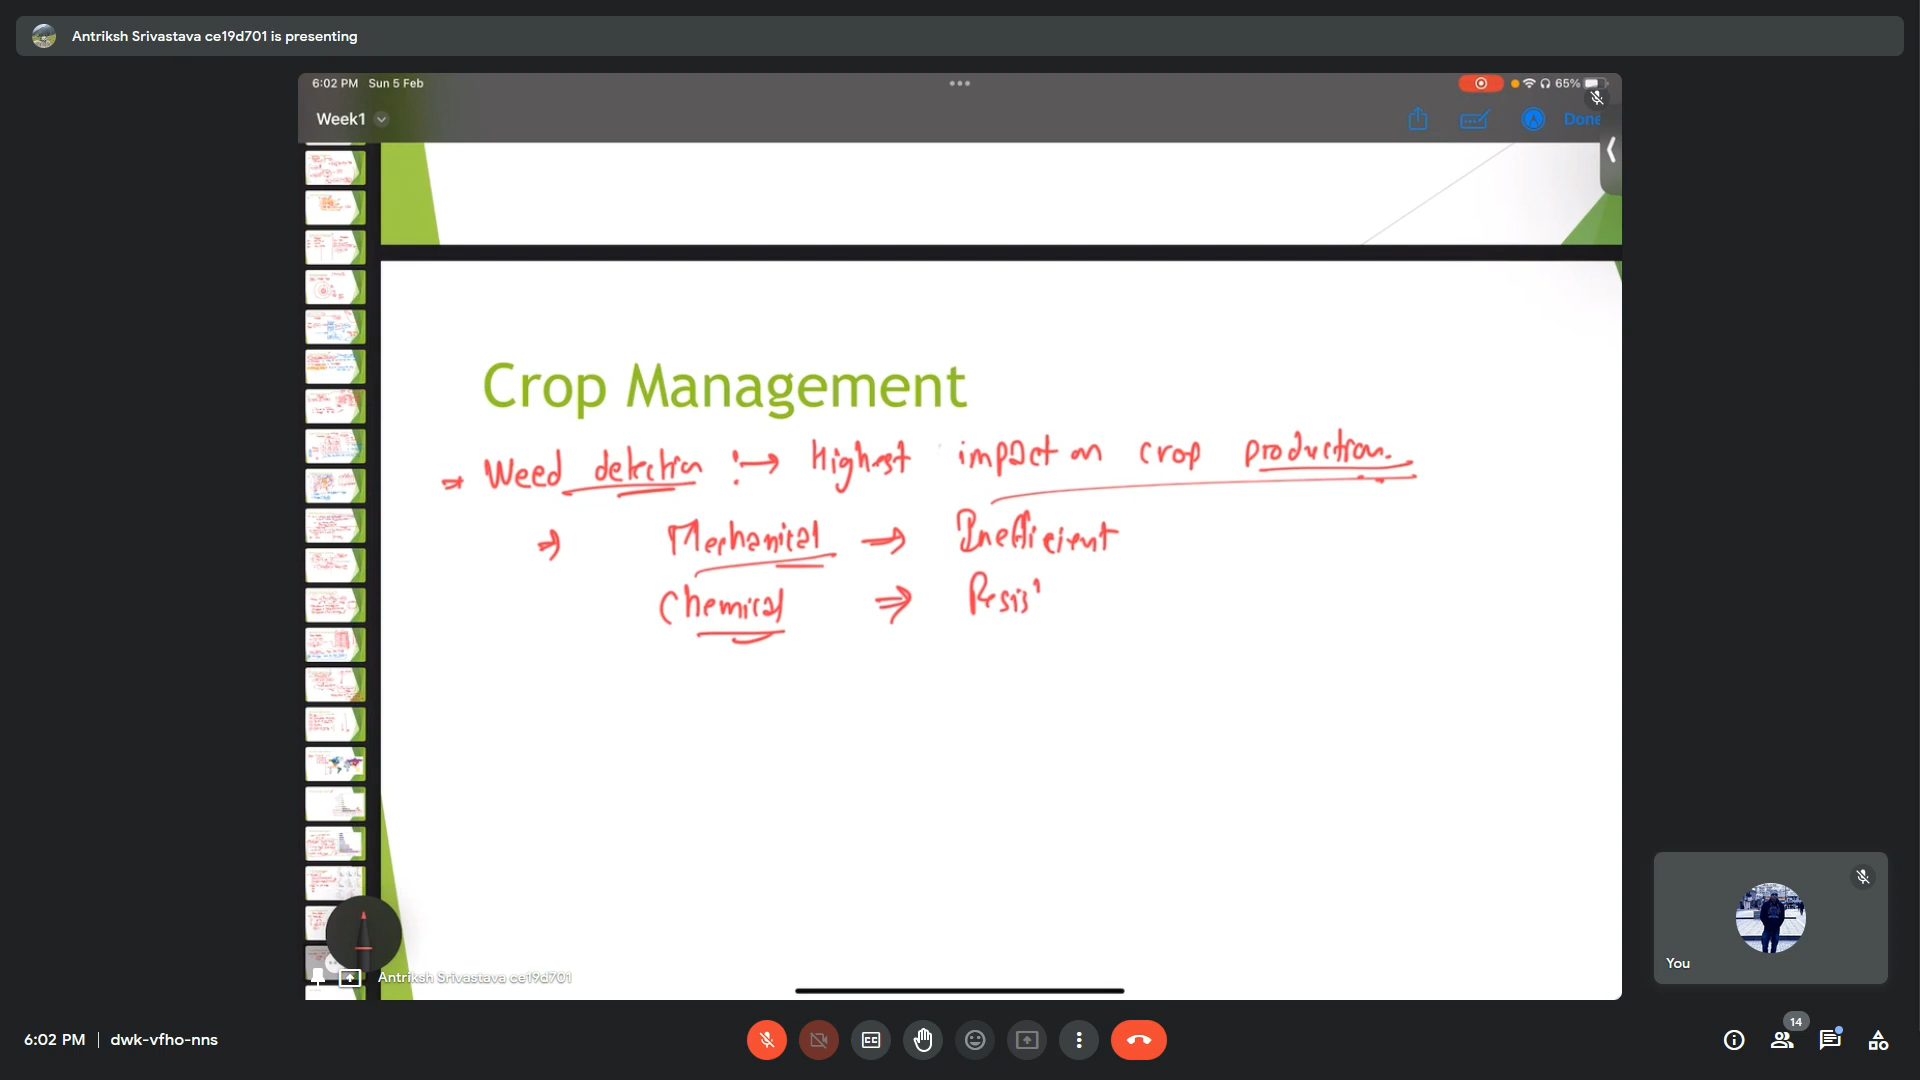 Antriksh Srivastava ce19d701 is presenting
6:02 PM Sun 5 Feb
65%
Week1
Done
Crop Management
⇒ Weed detection :→ Highest impact on crop production.
⇒ Mechanical → Inefficient
Chemical ⇒ Resis
Antriksh Srivastava ce19d701
You
6:02 PM | dwk-vfho-nns
CC
14